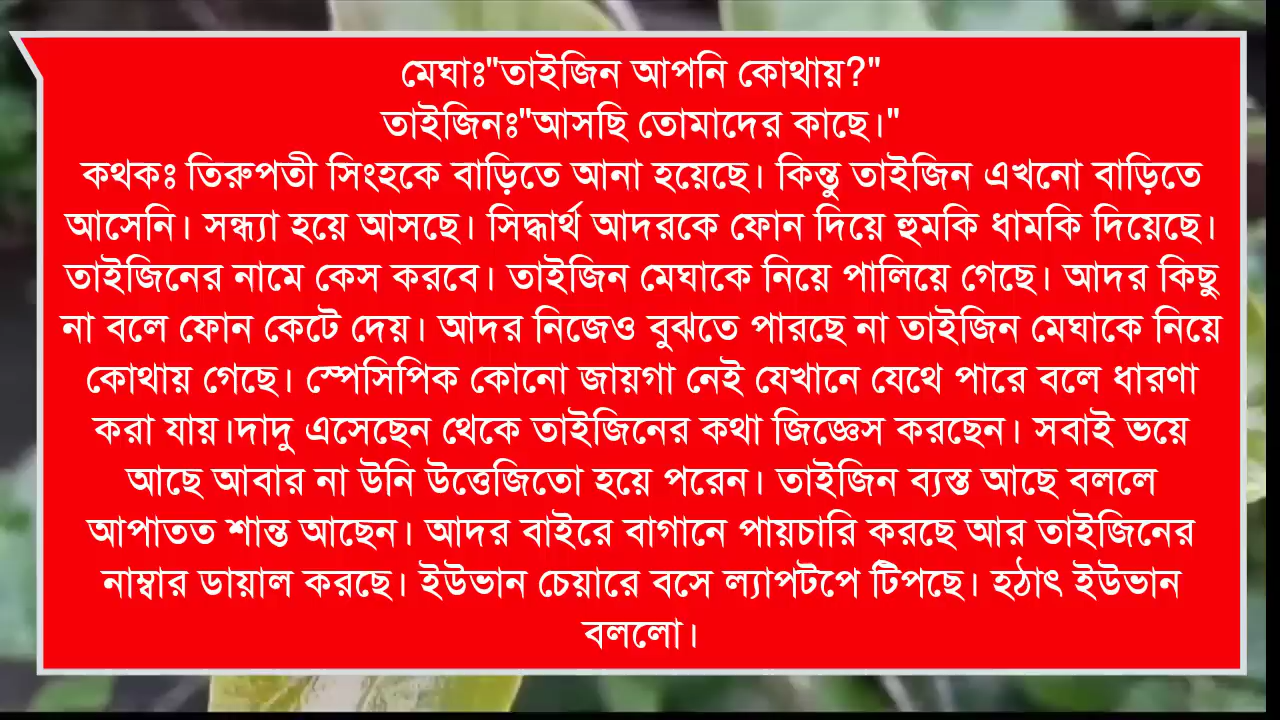 মেঘাঃ"তাইজিন আপনি কোথায়?"
তাইজিনঃ"আসছি তোমাদের কাছে।"
কথকঃ তিরুপতী সিংহকে বাড়িতে আনা হয়েছে। কিন্তু তাইজিন এখনো বাড়িতে
আসেনি। সন্ধ্যা হয়ে আসছে। সিদ্ধার্থ আদরকে ফোন দিয়ে হুমকি ধামকি দিয়েছে।
তাইজিনের নামে কেস করবে। তাইজিন মেঘাকে নিয়ে পালিয়ে গেছে। আদর কিছু
না বলে ফোন কেটে দেয়। আদর নিজেও বুঝতে পারছে না তাইজিন মেঘাকে নিয়ে
কোথায় গেছে। স্পেসিপিক কোনো জায়গা নেই যেখানে যেথে পারে বলে ধারণা
করা যায়।দাদু এসেছেন থেকে তাইজিনের কথা জিজ্ঞেস করছেন। সবাই ভয়ে
আছে আবার না উনি উত্তেজিতো হয়ে পরেন। তাইজিন ব্যস্ত আছে বললে
আপাতত শান্ত আছেন। আদর বাইরে বাগানে পায়চারি করছে আর তাইজিনের
নাম্বার ডায়াল করছে। ইউভান চেয়ারে বসে ল্যাপটপে টিপছে। হঠাৎ ইউভান
বললো।